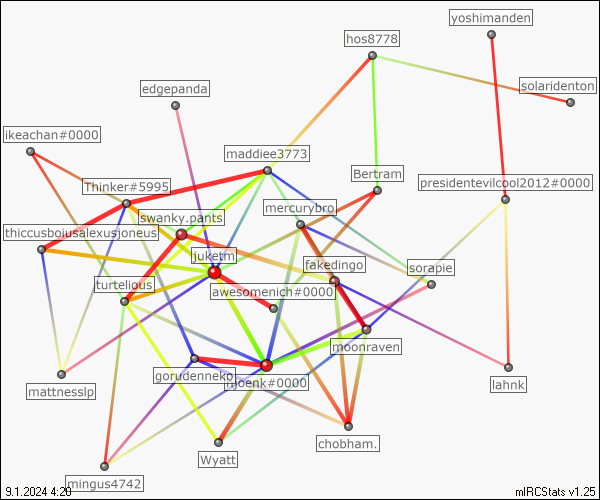 yoshimanden
hos8778
solaridenton
edgepanda
ikeachan#0000
maddiee3773
Bertram
Thinker#5995
presidentevilcool2012#0000
mercurybro
swanky.pants
thiccusboiusalexusjoneus
juketm
fakedingo
sorapie
turtelious
awesomenich#0000
moonraven
gorudenneko
noenk#0000
lahnk
mattnesslp
chobham.
Wyatt
mingus4742
9.1.2024 4:20
mIRCStats v1.25